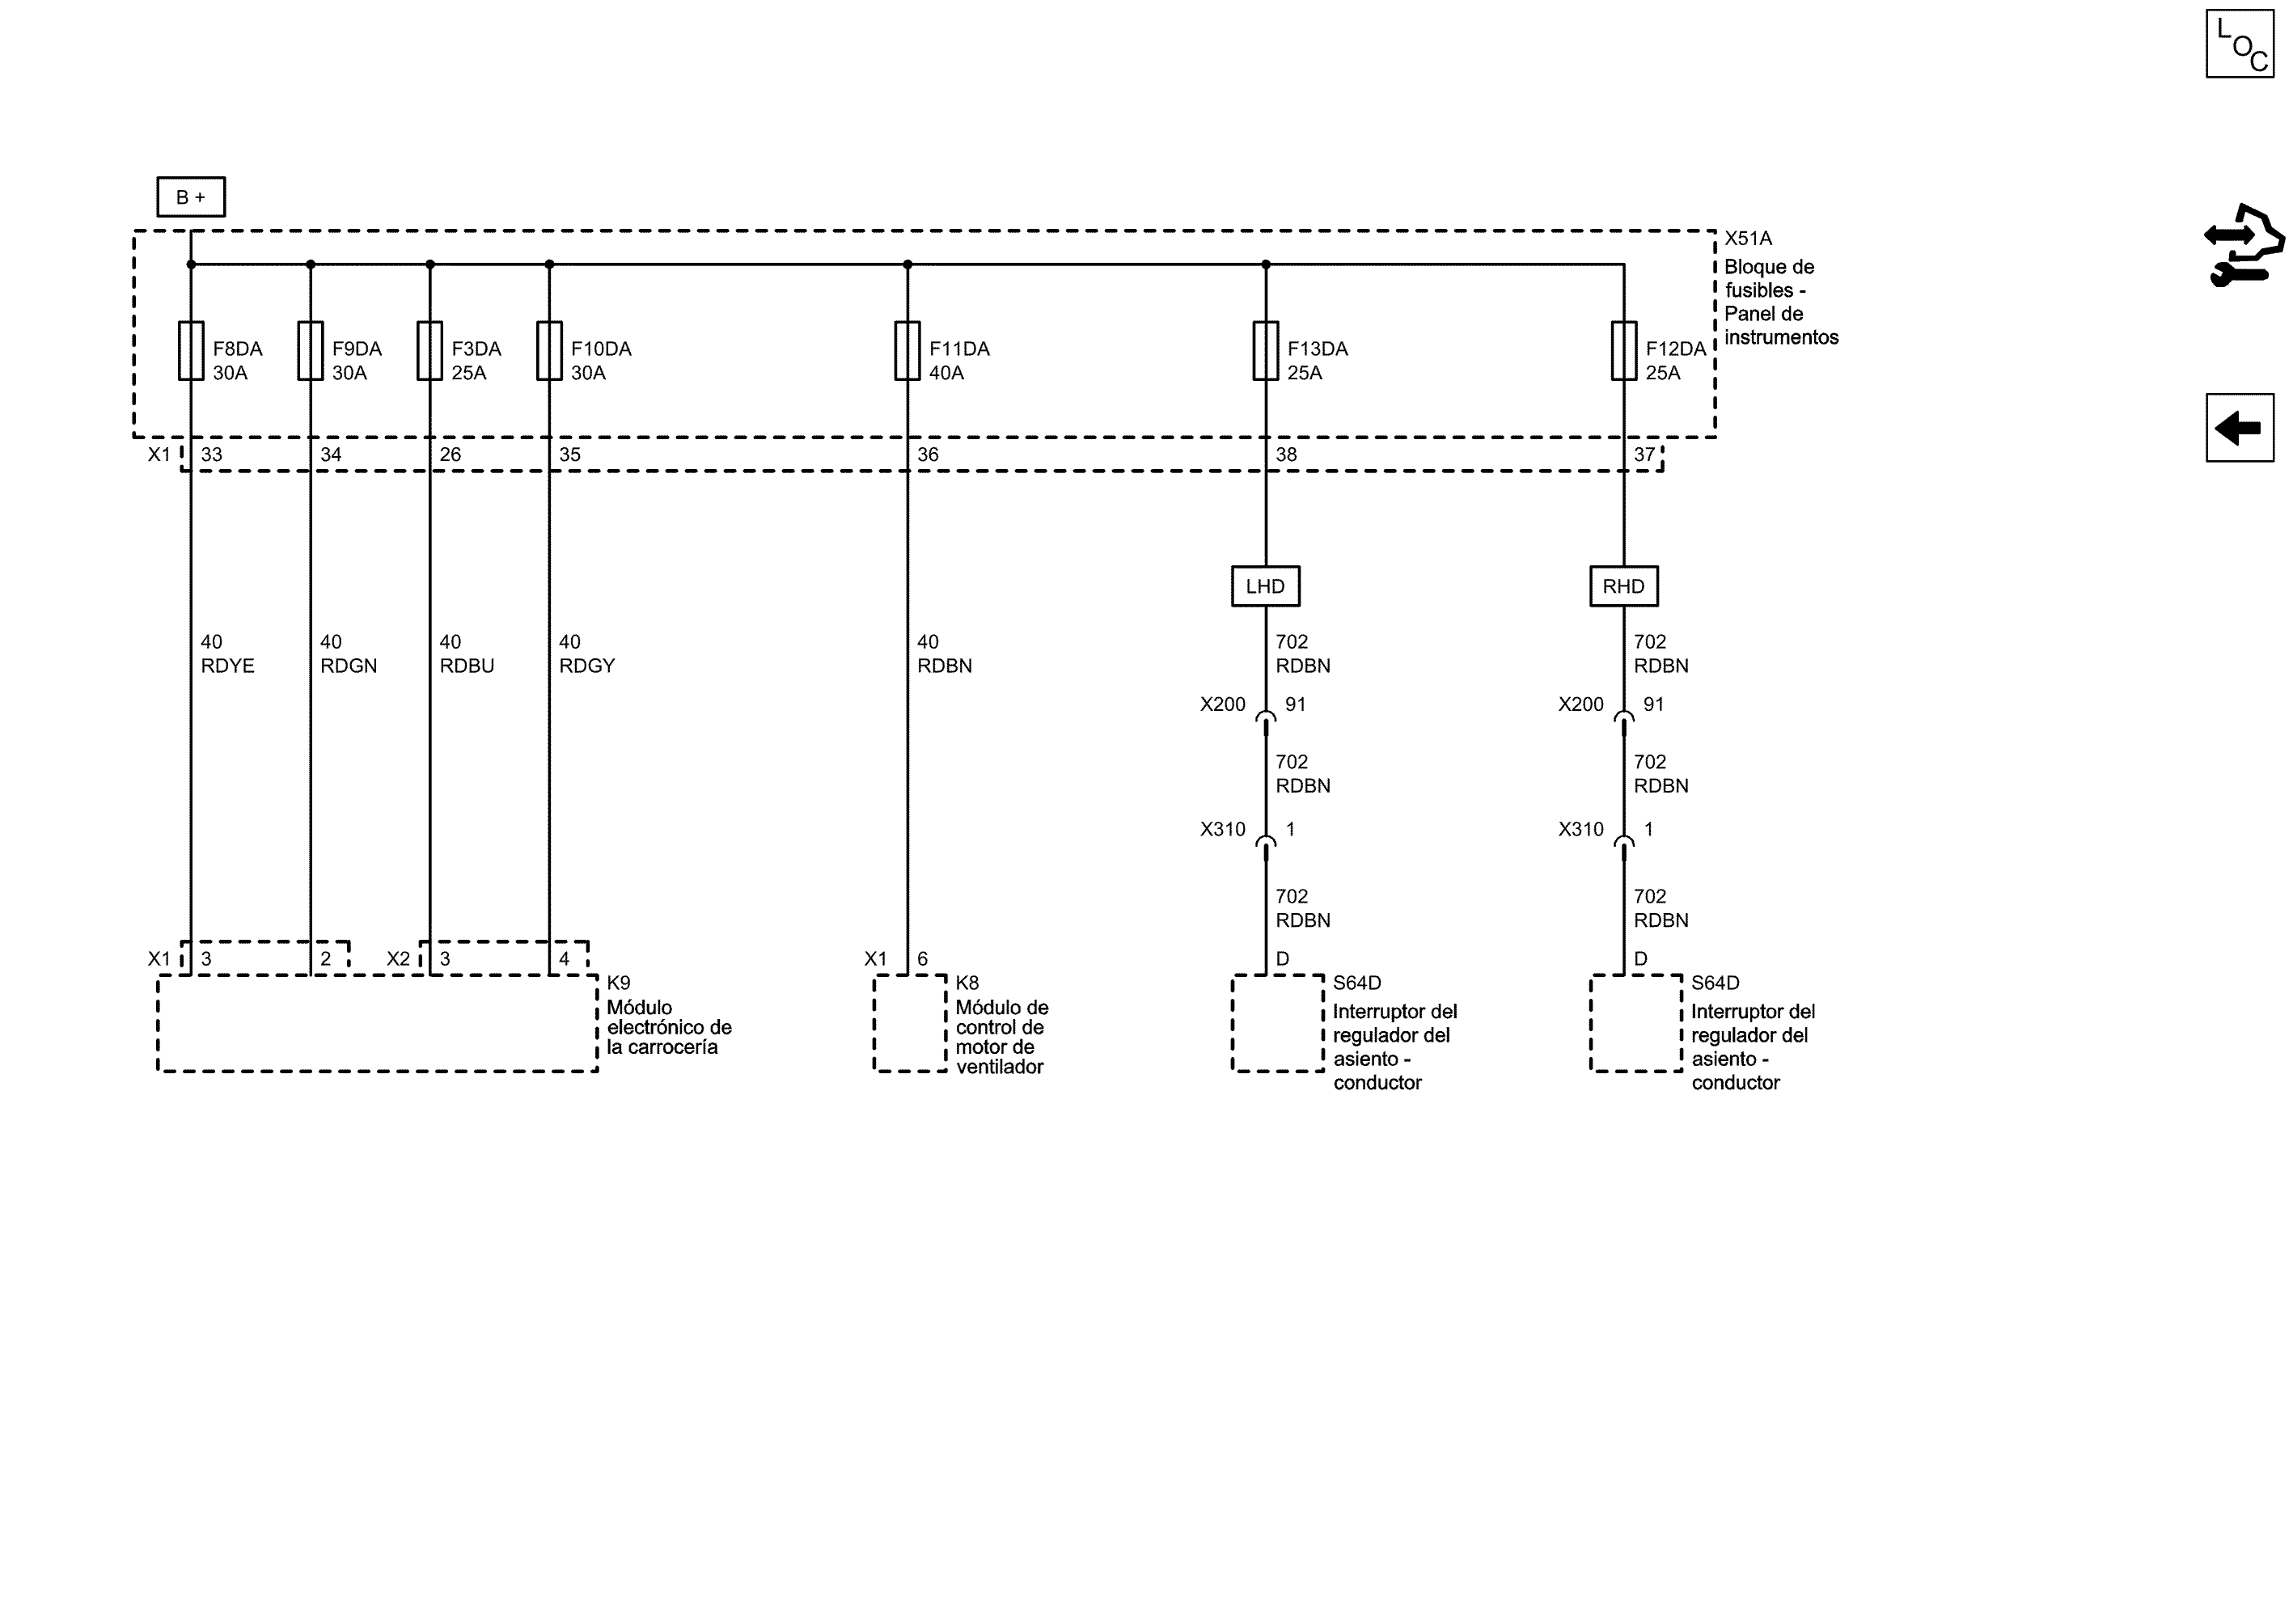 LOC
B +
X51A
Bloque de
fusibles -
Panel de
instrumentos
F8DA
30A
F9DA
30A
F3DA
25A
F10DA
30A
F11DA
40A
F13DA
25A
F12DA
25A
X1 33 34 26 35 36 38 37
LHD
RHD
40
RDYE
40
RDGN
40
RDBU
40
RDGY
40
RDBN
702
RDBN
702
RDBN
X200 91
X200 91
702
RDBN
702
RDBN
X310 1
X310 1
702
RDBN
702
RDBN
X1 3 2 X2 3 4
X1 6
D
D
K9
Módulo
electrónico de
la carrocería
K8
Módulo de
control de
motor de
ventilador
S64D
Interruptor del
regulador del
asiento -
conductor
S64D
Interruptor del
regulador del
asiento -
conductor